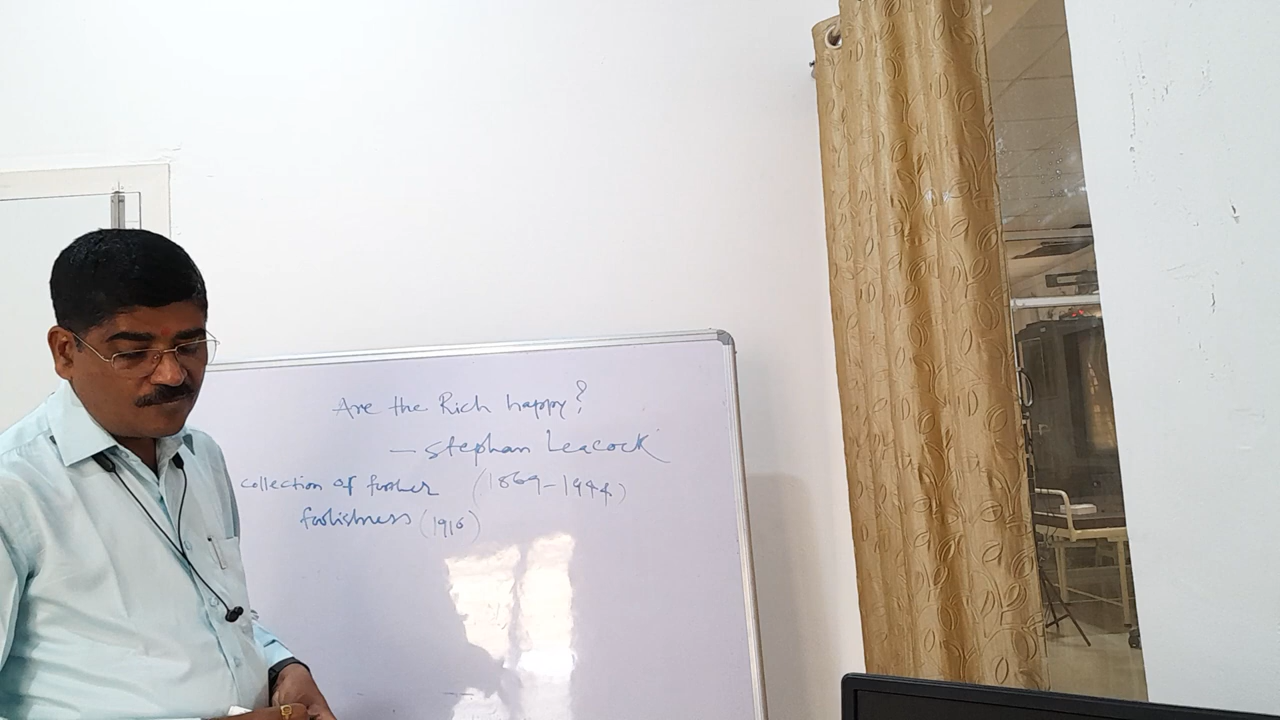 Are the Rich happy?
— Stephan Leacock
collection of further (1869-1944)
foolishness (1916)